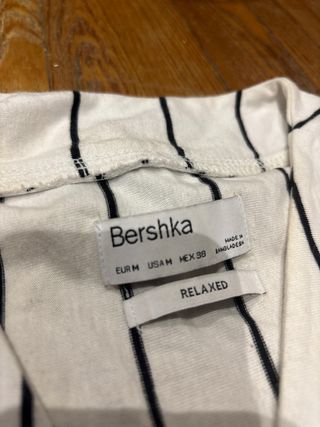 Bershka
EUR M USA M MEX 38
MADE IN
BANGLADESH
RELAXED